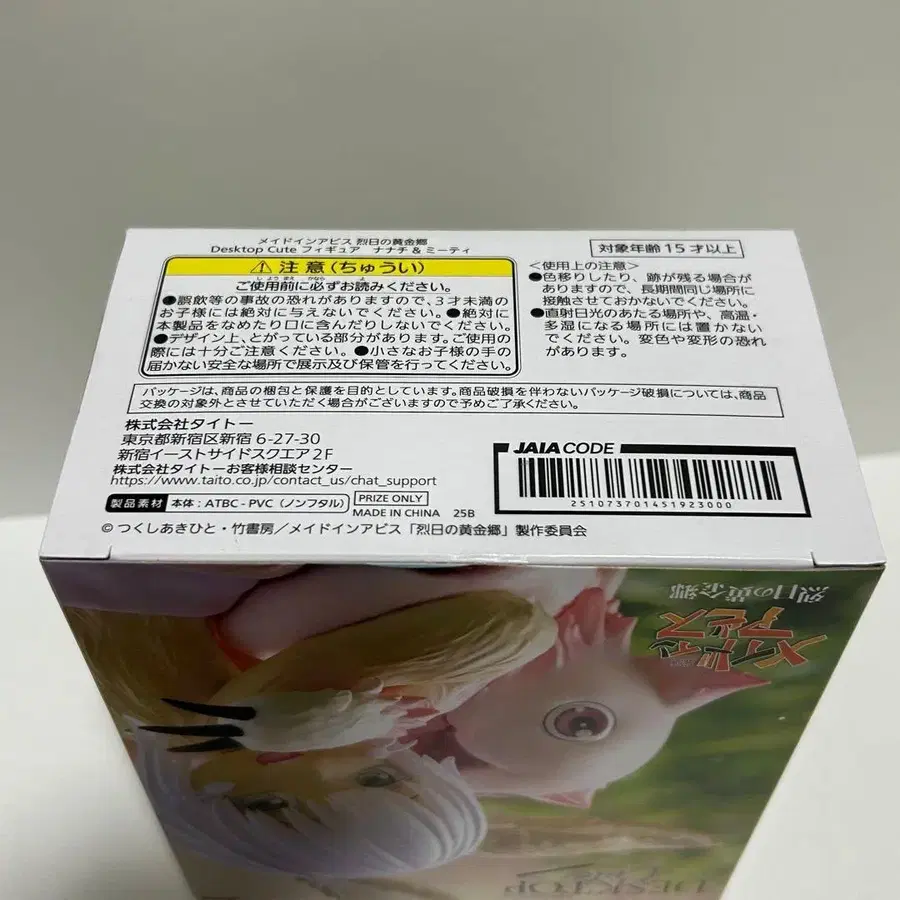 メイドインアビス 烈日の黄金郷
Desktop Cute フィギュア　ナナチ & ミーティ
対象年齢 15 才以上
注 意 (ちゅうい)
ご使用前に必ずお読みください。
●誤飲等の事故の恐れがありますので、3才未満の
お子様には絶対に与えないでください。●絶対に
本製品をなめたり口に含んだりしないでください。
●デザイン上、とがっている部分があります。ご使用の
際には十分ご注意ください。●小さなお子様の手の
届かない安全な場所で展示及び保管を行ってください。
<使用上の注意>
●色移りしたり、跡が残る場合が
ありますので、長期間同じ場所に
接触させておかないでください。
●直射日光のあたる場所や、高温・
多湿になる場所には置かない
でください。変色や変形の恐れ
があります。
パッケージは、商品の梱包と保護を目的としています。商品破損を伴わないパッケージ破損については、商品
交換の対象外とさせていただく場合がございますので予めご了承ください。
株式会社タイトー
東京都新宿区新宿 6-27-30
新宿イーストサイドスクエア 2F
株式会社タイトーお客様相談センター
https://www.taito.co.jp/contact_us/chat_support
製品素材 本体 : ATBC - PVC (ノンフタル)
PRIZE ONLY
MADE IN CHINA 25B
JAIA CODE
251073701451923000
© つくしあきひと・竹書房／メイドインアビス「烈日の黄金郷」製作委員会
烈日の黄金郷
メイドイン
アビス
DESKTOP